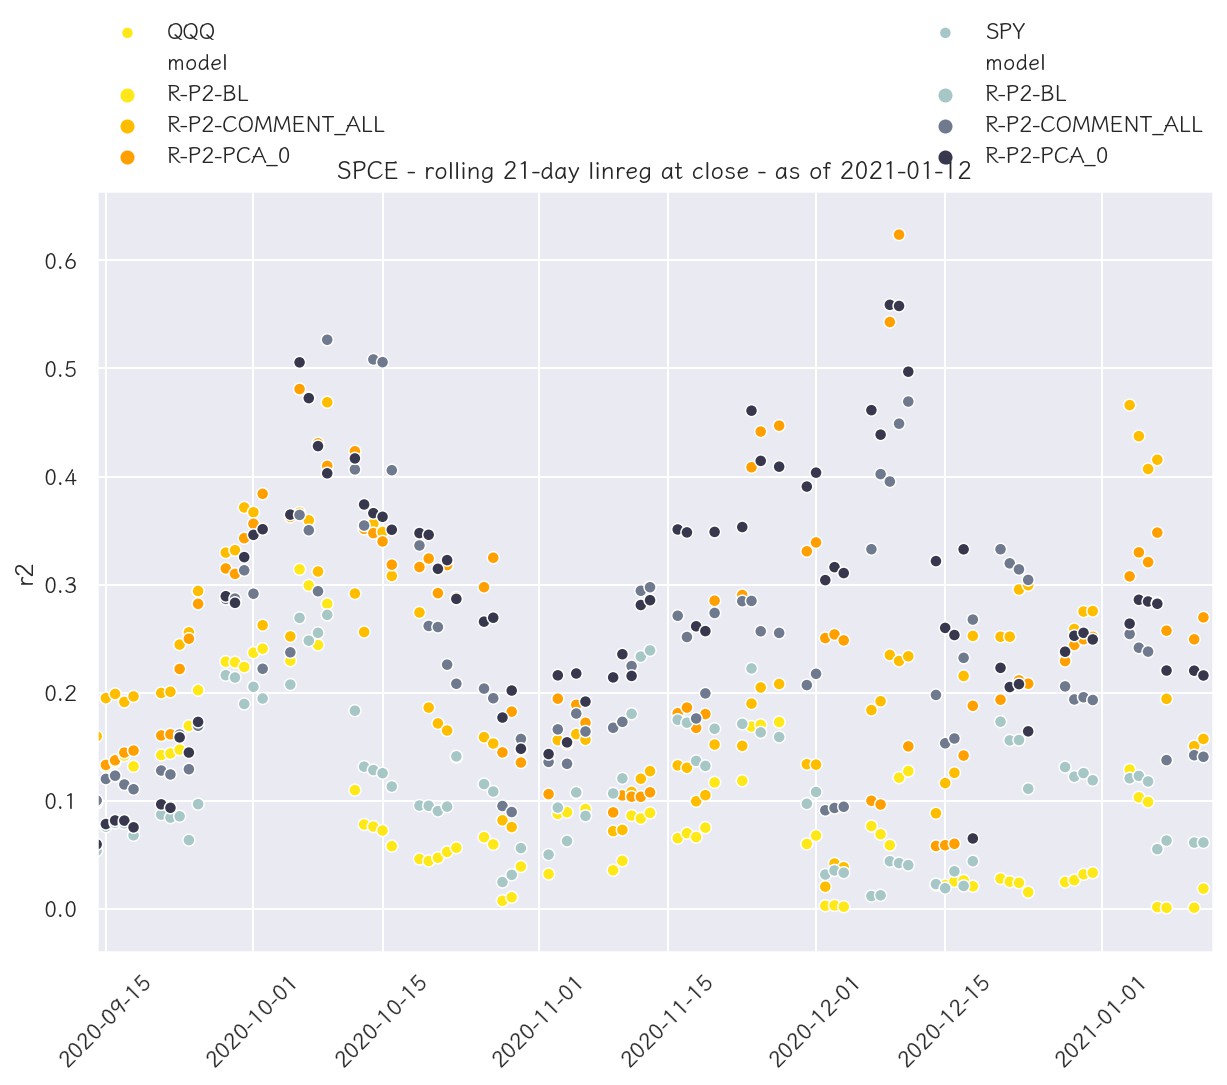 QQQ
model
R-P2-BL
R-P2-COMMENT_ALL
R-P2-PCA_0
SPY
model
R-P2-BL
R-P2-COMMENT_ALL
R-P2-PCA_0
SPCE - rolling 21-day linreg at close - as of 2021-01-12
r2
0.6
0.5
0.4
0.3
0.2
0.1
0.0
2020-09-15
2020-10-01
2020-10-15
2020-11-01
2020-11-15
2020-12-01
2020-12-15
2021-01-01